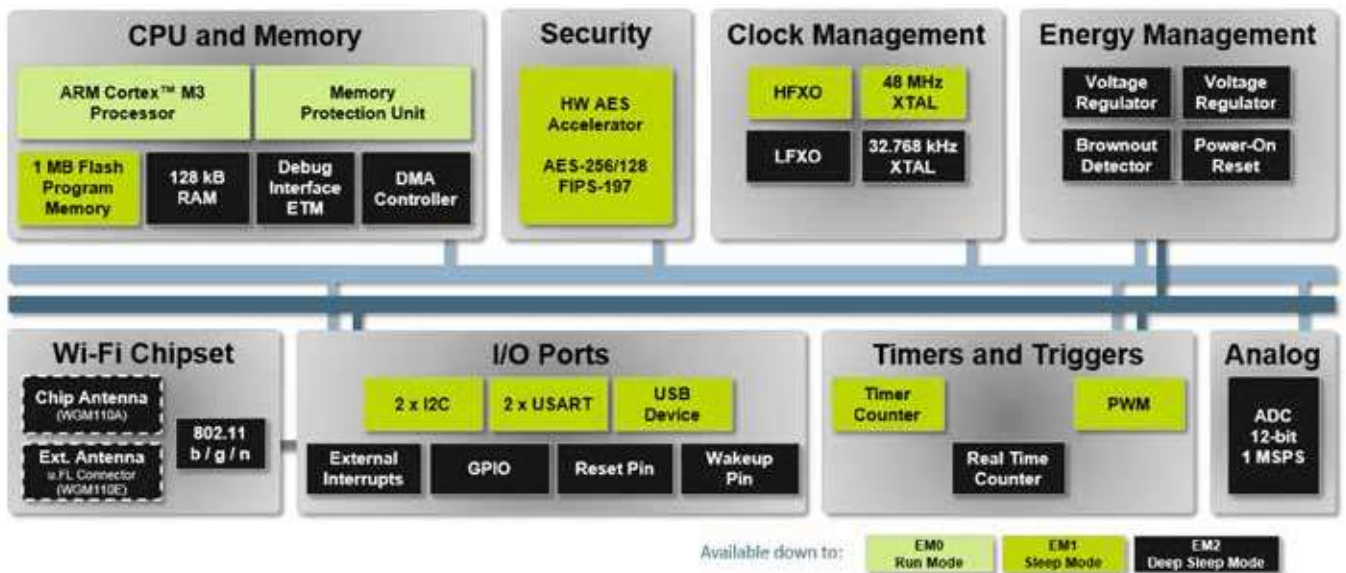 CPU and Memory
ARM Cortex™ M3
Processor
Memory
Protection Unit
1 MB Flash
Program
Memory
128 kB
RAM
Debug
Interface
ETM
DMA
Controller
Security
HW AES
Accelerator
AES-256/128
FIPS-197
Clock Management
HFXO
48 MHz
XTAL
LFXO
32.768 kHz
XTAL
Energy Management
Voltage
Regulator
Voltage
Regulator
Brownout
Detector
Power-On
Reset
Wi-Fi Chipset
Chip Antenna
(WGM110A)
Ext. Antenna
u.FL Connector
(WGM110E)
802.11
b / g / n
I/O Ports
2 x I2C
2 x USART
USB
Device
External
Interrupts
GPIO
Reset Pin
Wakeup
Pin
Timers and Triggers
Timer
Counter
PWM
Real Time
Counter
Analog
ADC
12-bit
1 MSPS
Available down to:
EM0
Run Mode
EM1
Sleep Mode
EM2
Deep Sleep Mode